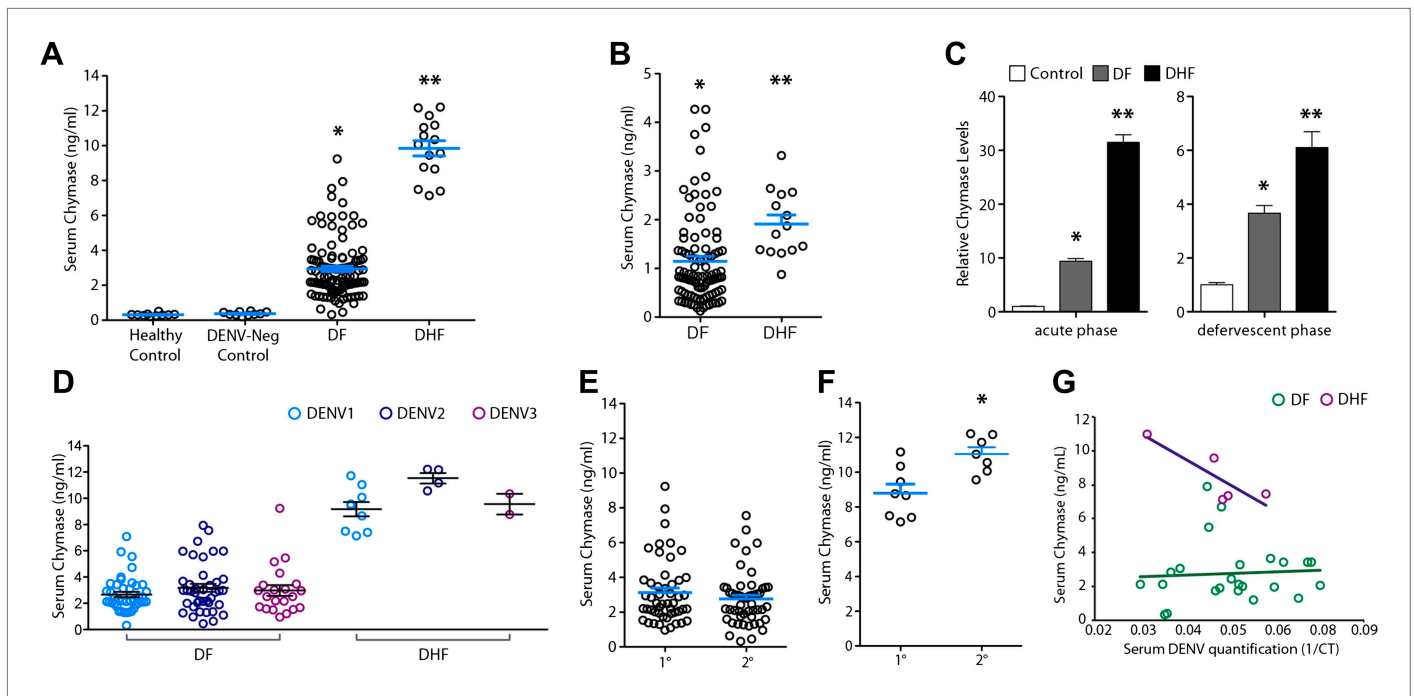 A
Serum Chymase (ng/ml)
14
12
10
8
6
4
2
0
*
**
Healthy
Control
DENV-Neg
Control
DF
DHF
B
Serum Chymase (ng/ml)
5
4
3
2
1
0
*
**
DF
DHF
C
Control DF DHF
Relative Chymase Levels
40
30
20
10
0
*
**
acute phase
8
6
4
2
0
*
**
defervescent phase
D
DENV1 DENV2 DENV3
Serum Chymase (ng/ml)
14
12
10
8
6
4
2
0
DF
DHF
E
Serum Chymase (ng/ml)
14
12
10
8
6
4
2
0
1°
2°
F
Serum Chymase (ng/ml)
14
12
10
8
6
4
2
0
*
1°
2°
G
DF DHF
Serum Chymase (ng/mL)
12
10
8
6
4
2
0
0.02 0.03 0.04 0.05 0.06 0.08 0.09
Serum DENV quantification (1/CT)